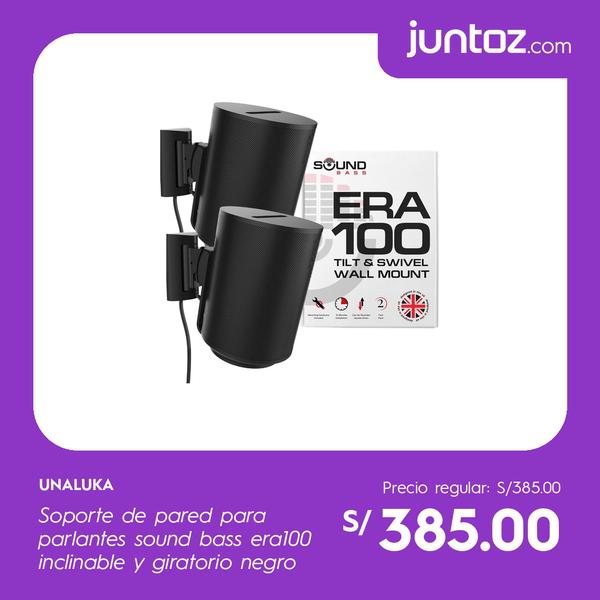 juntoz.com
SOUND
BASS
ERA
100
TILT & SWIVEL
WALL MOUNT
2
UNALUKA
Soporte de pared para
parlantes sound bass era100
inclinable y giratorio negro
Precio regular: S/385.00
S/ 385.00